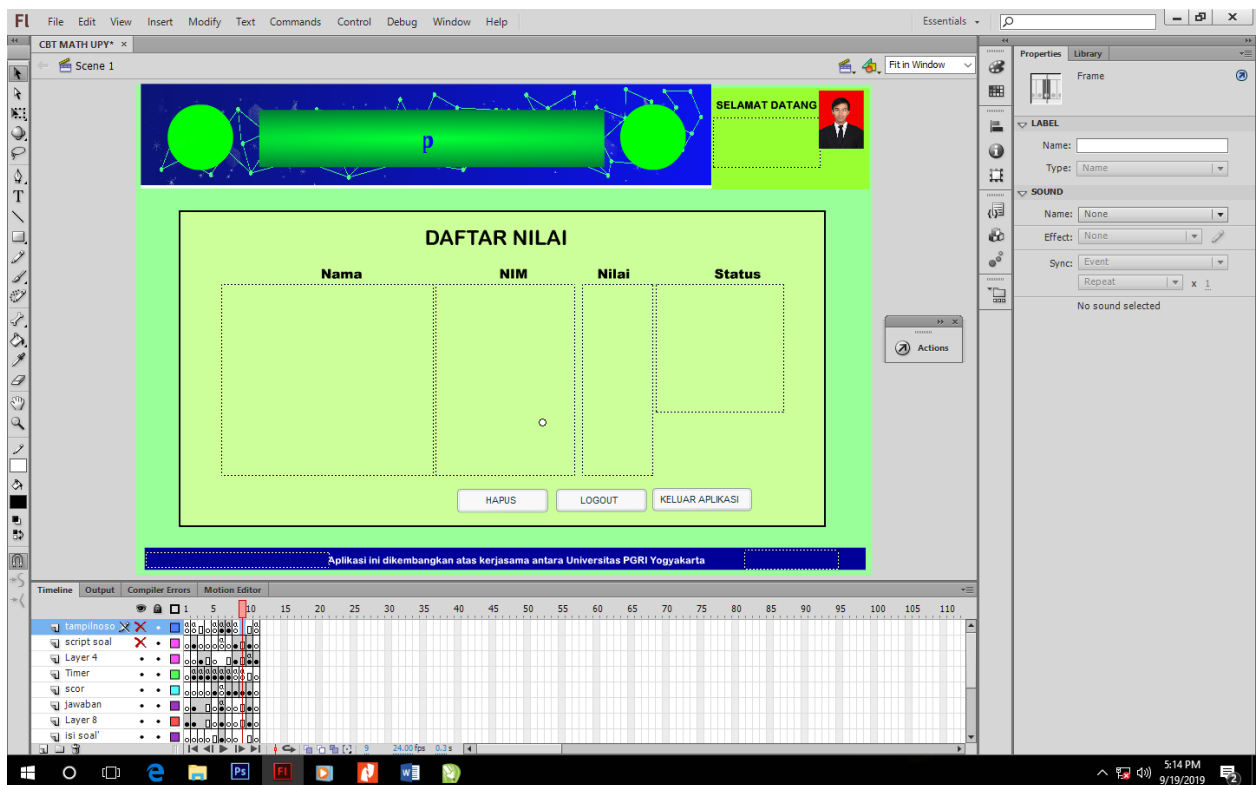 Fl File Edit View Insert Modify Text Commands Control Debug Window Help Essentials
CBT MATH UPY* ×
Scene 1 Fit in Window
Properties Library
Frame
LABEL
Name:
Type: Name
SOUND
Name: None
Effect: None
Sync: Event
Repeat x 1
No sound selected
SELAMAT DATANG
p
DAFTAR NILAI
Nama NIM Nilai Status
Actions
HAPUS LOGOUT KELUAR APLIKASI
Aplikasi ini dikembangkan atas kerjasama antara Universitas PGRI Yogyakarta
Timeline Output Compiler Errors Motion Editor
1 5 10 15 20 25 30 35 40 45 50 55 60 65 70 75 80 85 90 95 100 105 110
tampilnoso
script soal
Layer 4
Timer
scor
jawaban
Layer 8
isi soal'
9 24.00 fps 0.3 s
Ps Fl
5:14 PM
9/19/2019
2